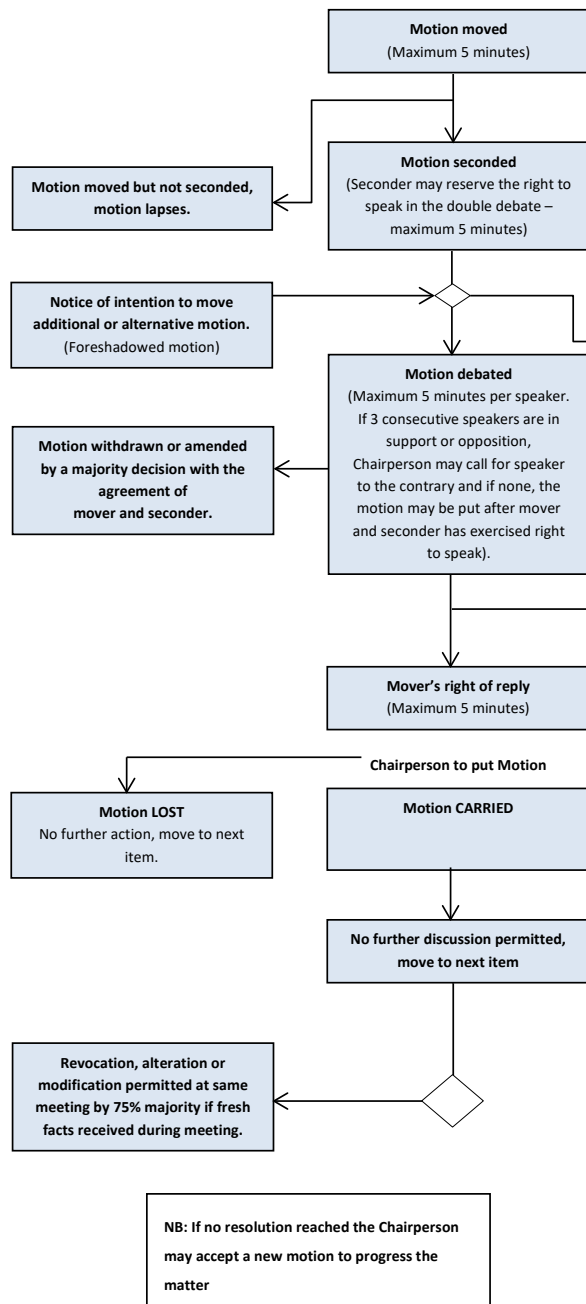 Motion moved
(Maximum 5 minutes)
Motion seconded
(Seconder may reserve the right to
speak in the double debate –
maximum 5 minutes)
Motion moved but not seconded,
motion lapses.
Notice of intention to move
additional or alternative motion.
(Foreshadowed motion)
Motion debated
(Maximum 5 minutes per speaker.
If 3 consecutive speakers are in
support or opposition,
Chairperson may call for speaker
to the contrary and if none, the
motion may be put after mover
and seconder has exercised right
to speak).
Motion withdrawn or amended
by a majority decision with the
agreement of
mover and seconder.
Mover’s right of reply
(Maximum 5 minutes)
Chairperson to put Motion
Motion LOST
No further action, move to next
item.
Motion CARRIED
No further discussion permitted,
move to next item
Revocation, alteration or
modification permitted at same
meeting by 75% majority if fresh
facts received during meeting.
NB: If no resolution reached the Chairperson
may accept a new motion to progress the
matter